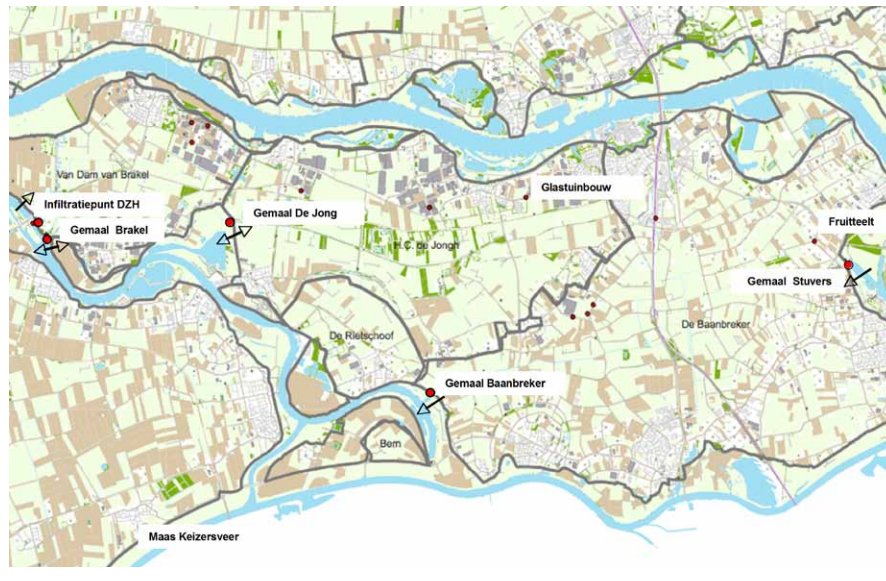 Van Dam van Brakel
Infiltratiepunt DZH
Gemaal Brakel
Gemaal De Jong
Glastuinbouw
H.C. de Jongh
Fruitteelt
Gemaal Stuvers
De Baanbreker
De Rietschoof
Gemaal Baanbreker
Bern
Maas Keizersveer